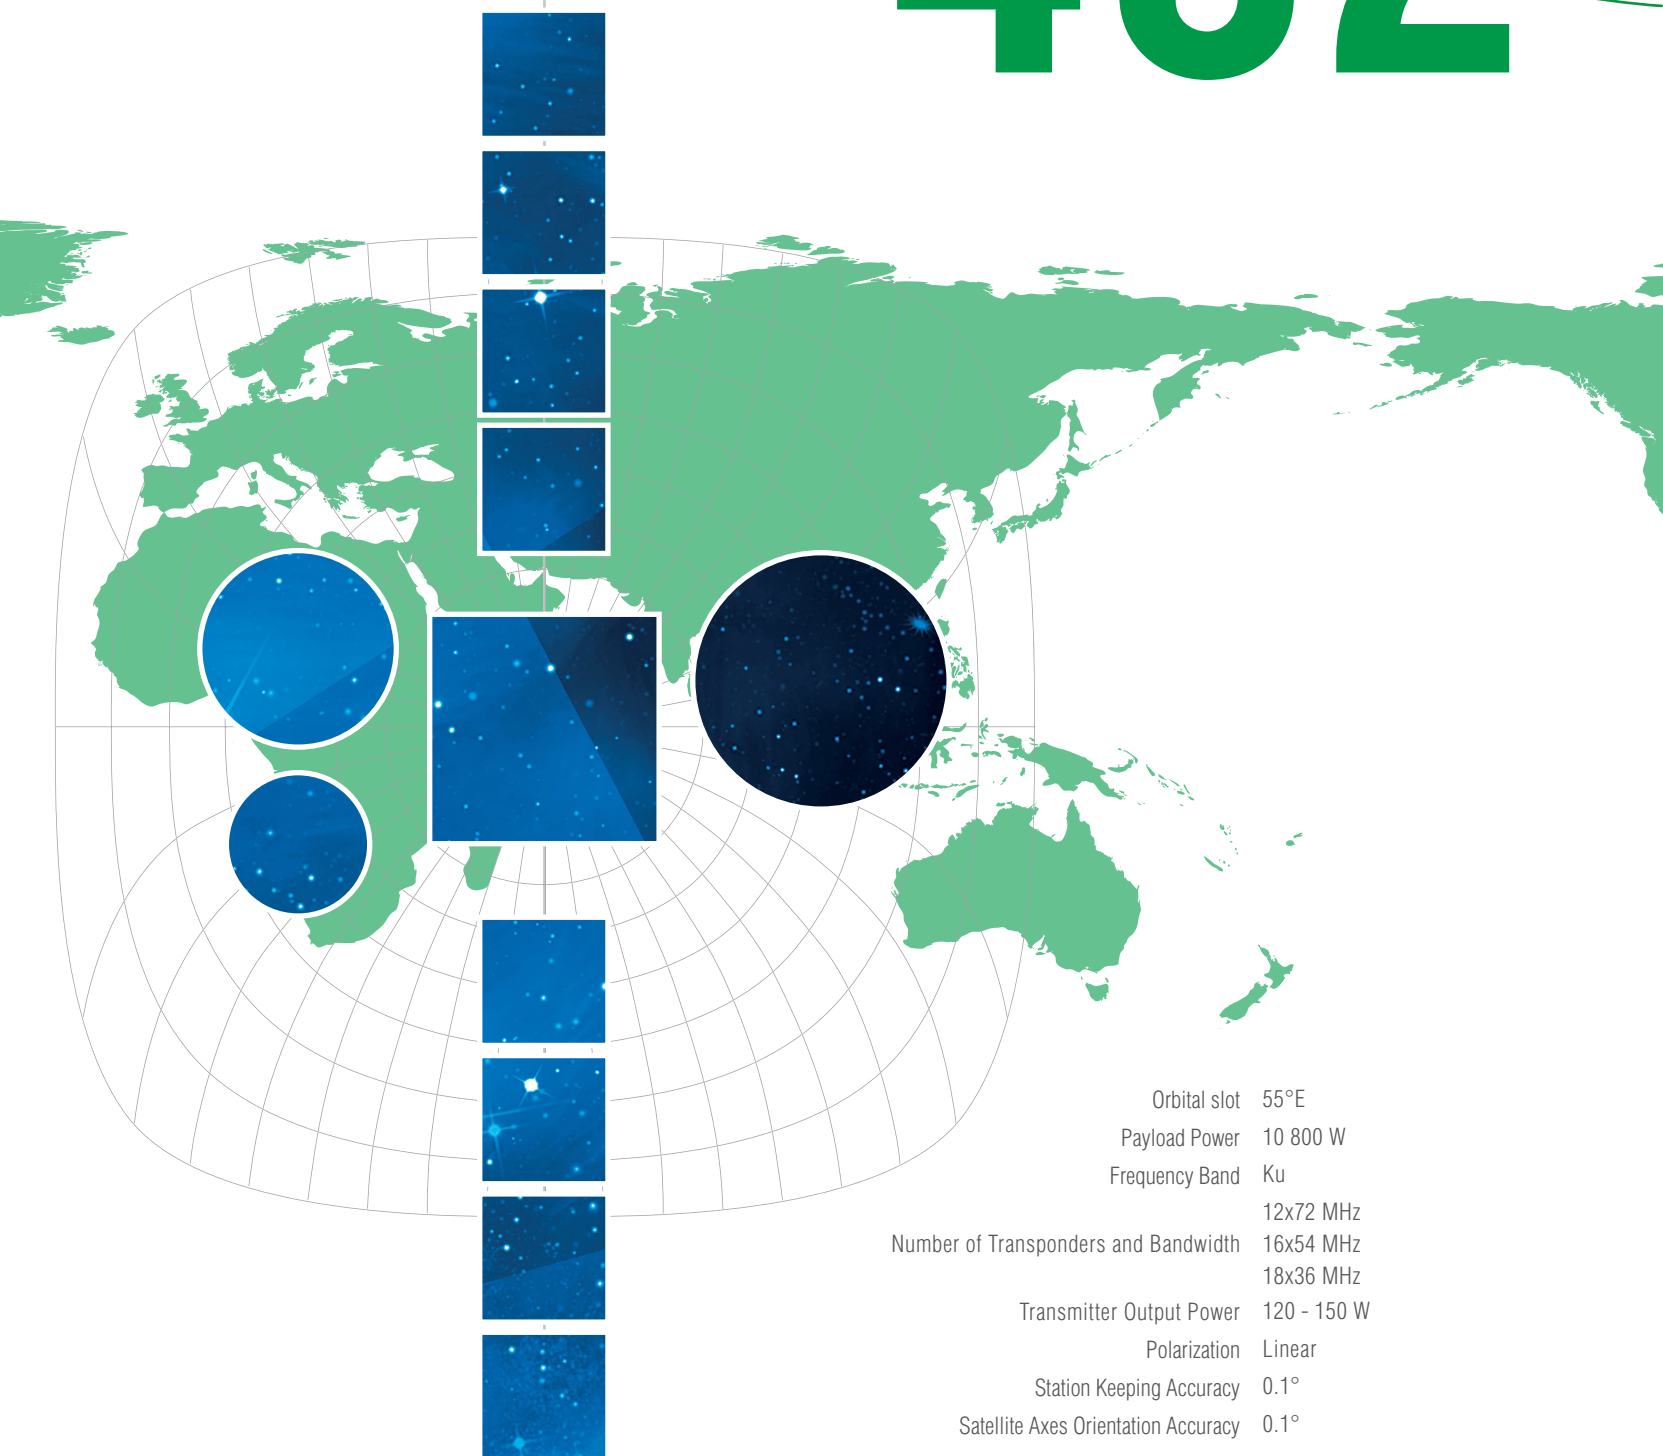 402
Orbital slot 55°E
Payload Power 10 800 W
Frequency Band Ku
12x72 MHz
Number of Transponders and Bandwidth 16x54 MHz
18x36 MHz
Transmitter Output Power 120 - 150 W
Polarization Linear
Station Keeping Accuracy 0.1°
Satellite Axes Orientation Accuracy 0.1°